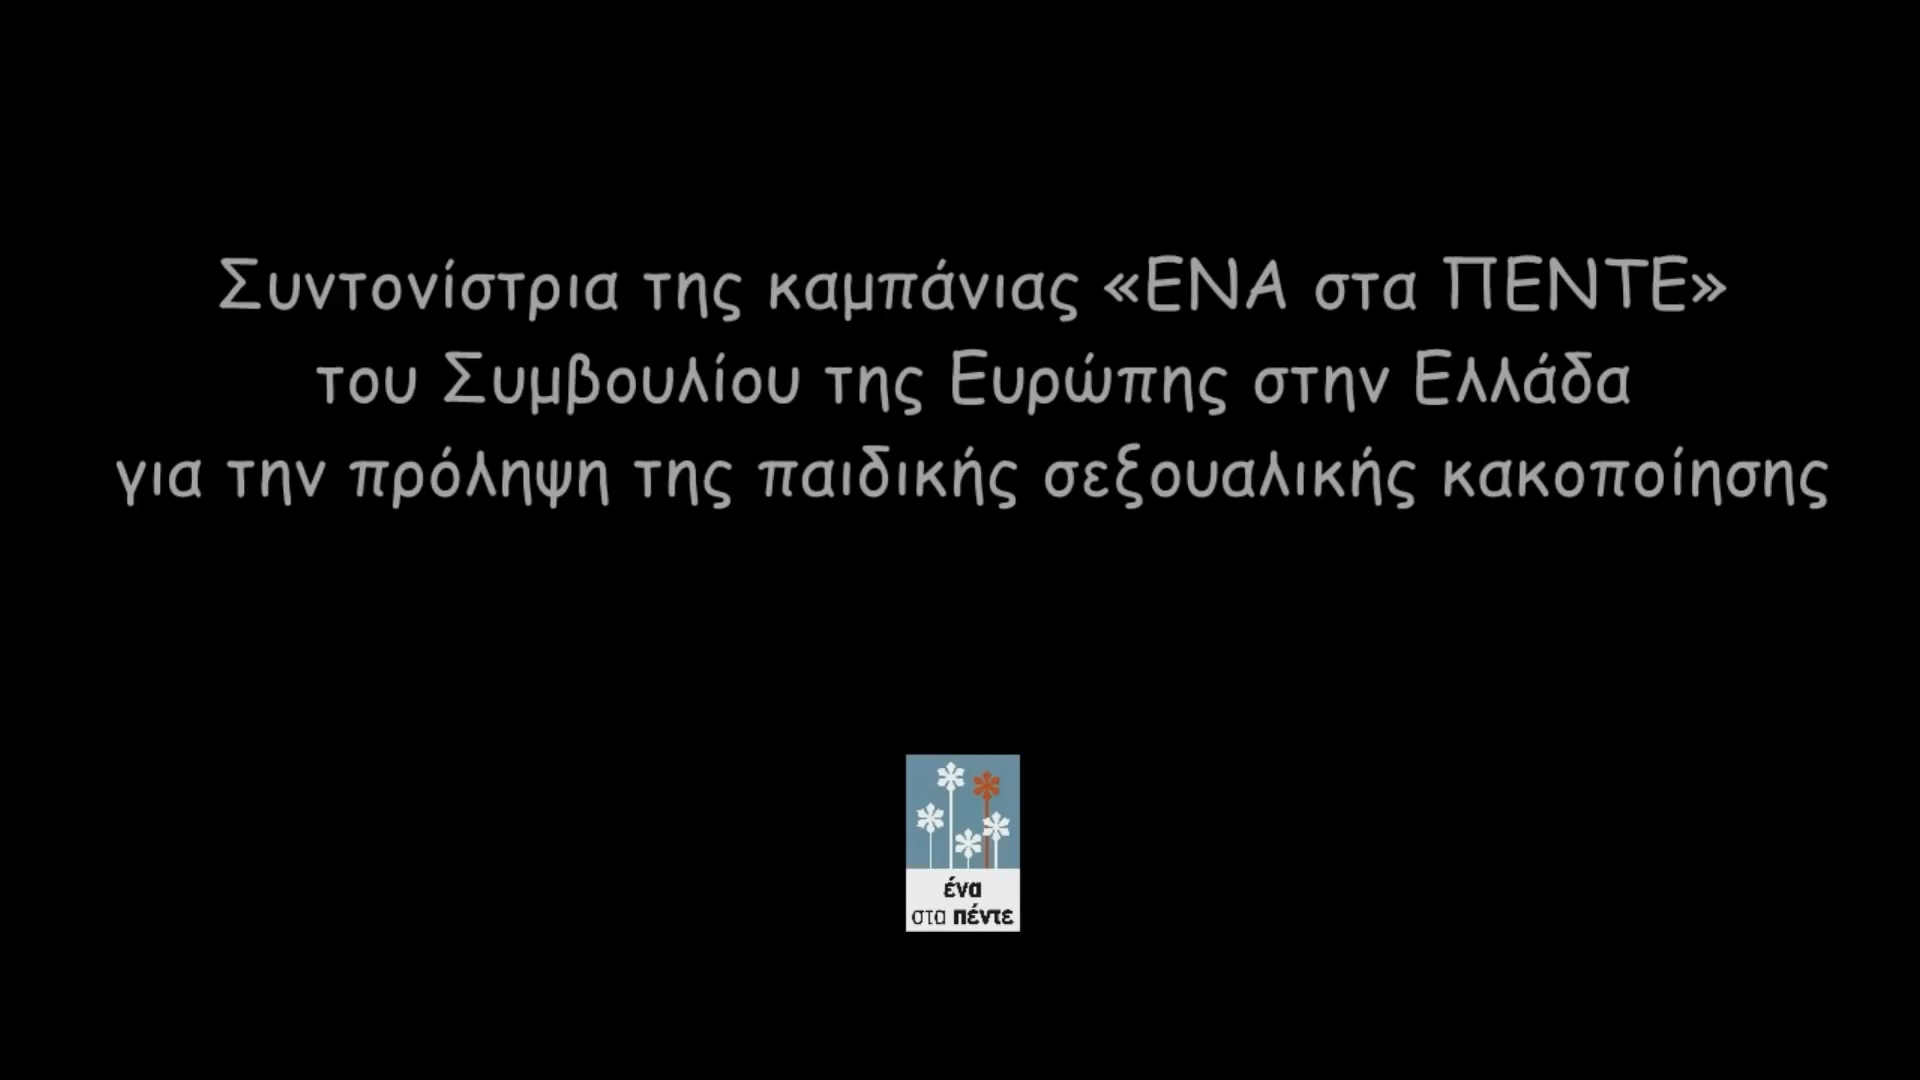 Συντονίστρια της καμπάνιας «ΕΝΑ στα ΠΕΝΤΕ»
του Συμβουλίου της Ευρώπης στην Ελλάδα
για την πρόληψη της παιδικής σεξουαλικής κακοποίησης
ένα
στα πέντε